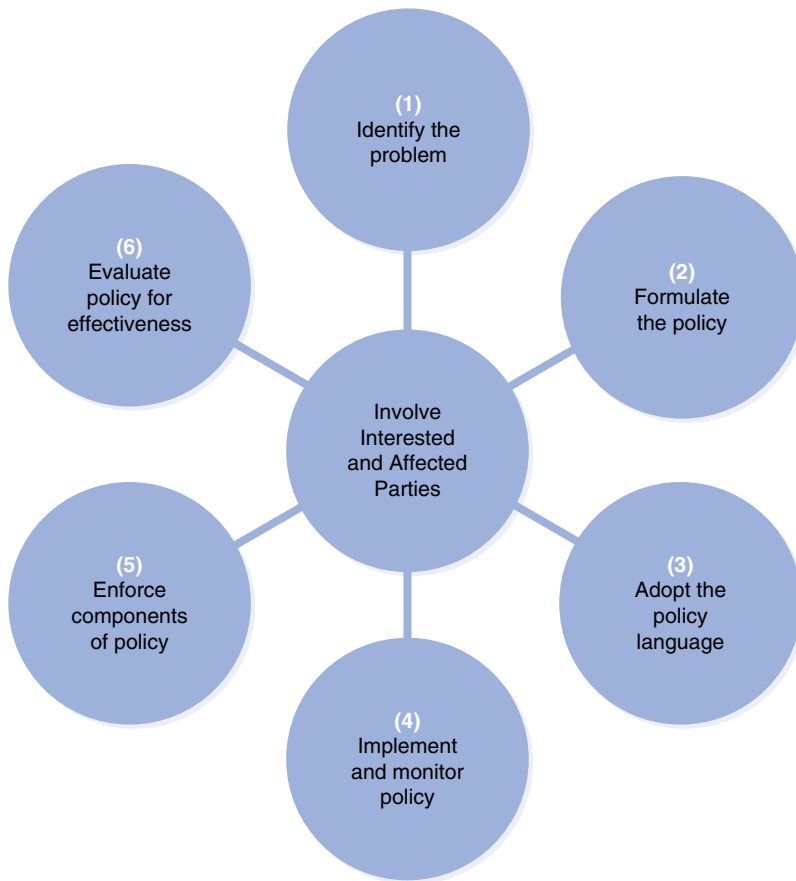 (1)
Identify the
problem
(2)
Formulate
the policy
(3)
Adopt the
policy
language
(4)
Implement
and monitor
policy
(5)
Enforce
components
of policy
(6)
Evaluate
policy for
effectiveness
Involve
Interested
and Affected
Parties